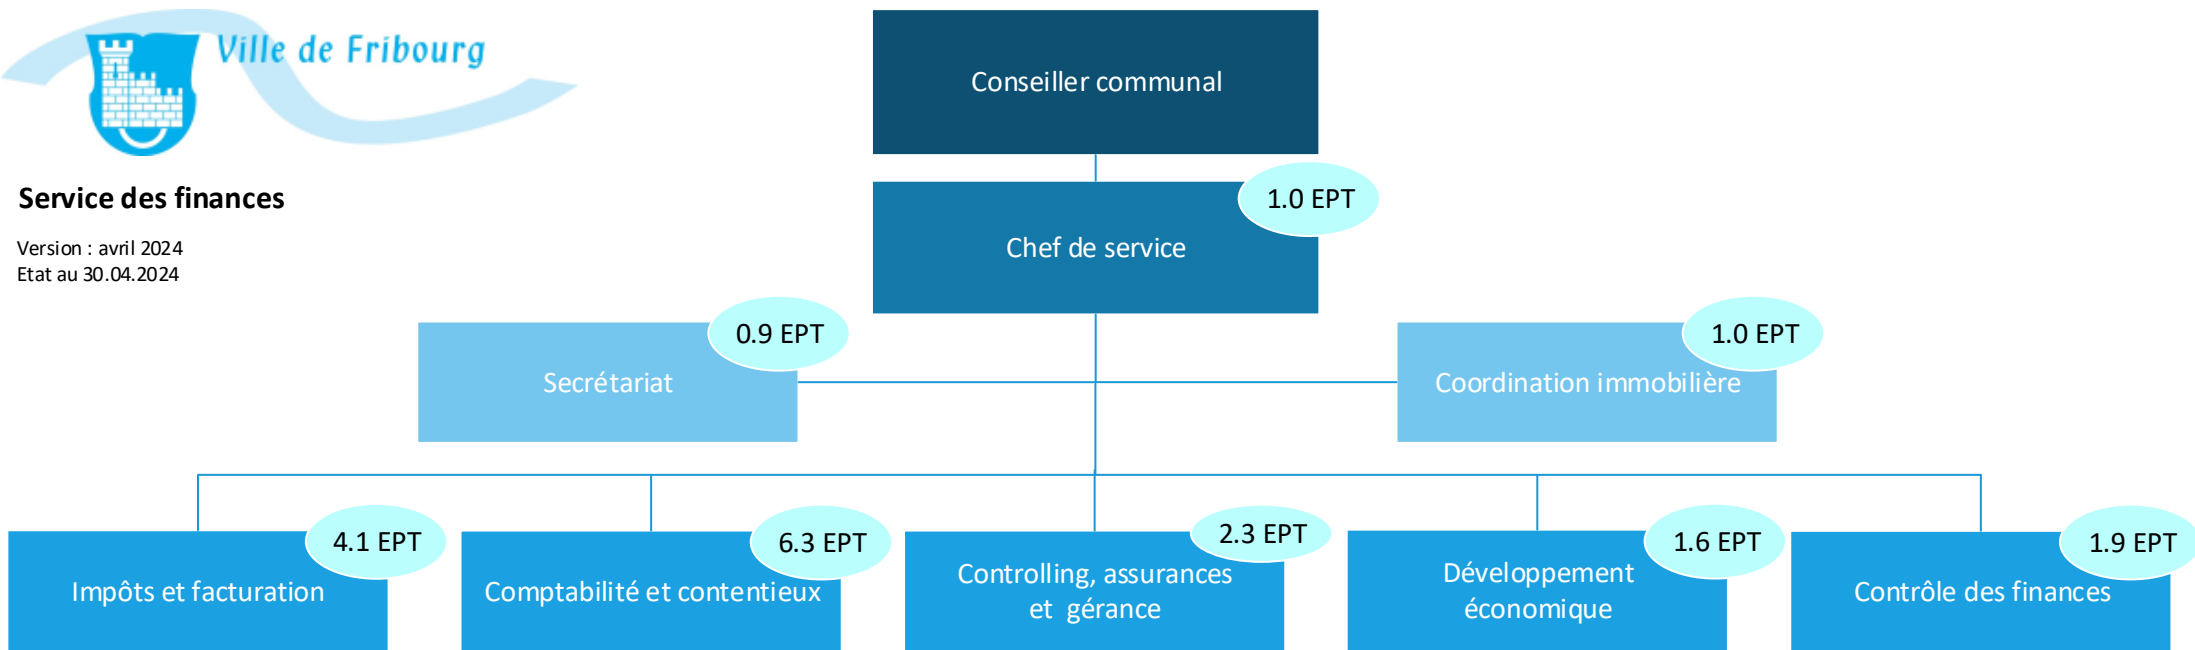 Ville de Fribourg
Service des finances
Version : avril 2024
Etat au 30.04.2024
Conseiller communal
1.0 EPT
Chef de service
0.9 EPT
Secrétariat
1.0 EPT
Coordination immobilière
4.1 EPT
Impôts et facturation
6.3 EPT
Comptabilité et contentieux
2.3 EPT
Controlling, assurances
et gérance
1.6 EPT
Développement
économique
1.9 EPT
Contrôle des finances